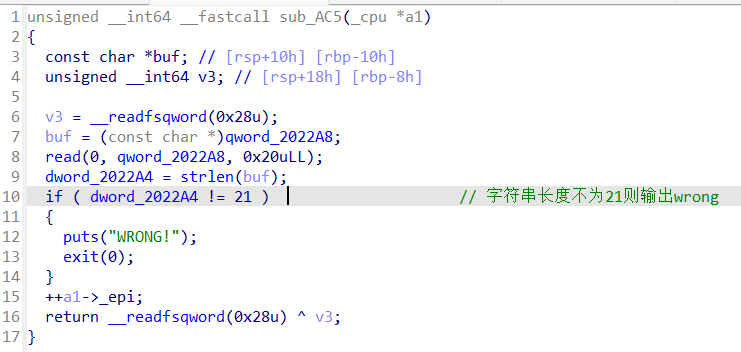 1 unsigned __int64 __fastcall sub_AC5(_cpu *a1)
2 {
3 const char *buf; // [rsp+10h] [rbp-10h]
4 unsigned __int64 v3; // [rsp+18h] [rbp-8h]
5
6 v3 = __readfsqword(0x28u);
7 buf = (const char *)qword_2022A8;
8 read(0, qword_2022A8, 0x20uLL);
9 dword_2022A4 = strlen(buf);
10 if ( dword_2022A4 != 21 ) // 字符串长度不为21则输出wrong
11 {
12 puts("WRONG!");
13 exit(0);
14 }
15 ++a1->_epi;
16 return __readfsqword(0x28u) ^ v3;
17 }